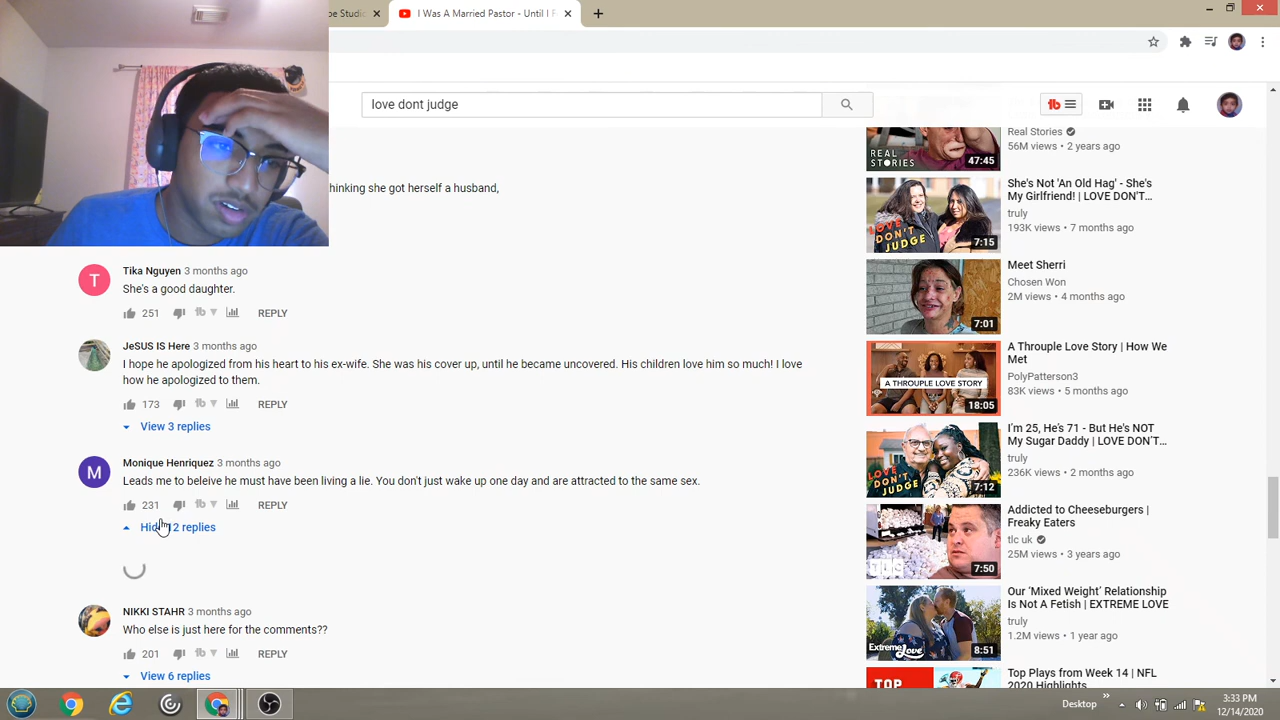 pe Studio
I Was A Married Pastor - Until I F
love dont judge
hinking she got herself a husband,
Tika Nguyen 3 months ago
She's a good daughter.
251 REPLY
JeSUS IS Here 3 months ago
I hope he apologized from his heart to his ex-wife. She was his cover up, until he became uncovered. His children love him so much! I love
how he apologized to them.
173 REPLY
View 3 replies
Monique Henriquez 3 months ago
Leads me to beleive he must have been living a lie. You don't just wake up one day and are attracted to the same sex.
231 REPLY
Hide 12 replies
NIKKI STAHR 3 months ago
Who else is just here for the comments??
201 REPLY
View 6 replies
REAL
STORIES
47:45
Real Stories
56M views • 2 years ago
LOVE
DON'T
JUDGE
7:15
She's Not 'An Old Hag' - She's
My Girlfriend! | LOVE DON'T...
truly
193K views • 7 months ago
7:01
Meet Sherri
Chosen Won
2M views • 4 months ago
A THROUPLE LOVE STORY
18:05
A Throuple Love Story | How We
Met
PolyPatterson3
83K views • 5 months ago
LOVE
DON'T
JUDGE
7:12
I'm 25, He's 71 - But He's NOT
My Sugar Daddy | LOVE DON'T...
truly
236K views • 2 months ago
7:50
Addicted to Cheeseburgers |
Freaky Eaters
tlc uk
25M views • 3 years ago
Extreme Love
8:51
Our 'Mixed Weight' Relationship
Is Not A Fetish | EXTREME LOVE
truly
1.2M views • 1 year ago
TOP
Top Plays from Week 14 | NFL
2020 Highlights
Desktop
3:33 PM
12/14/2020